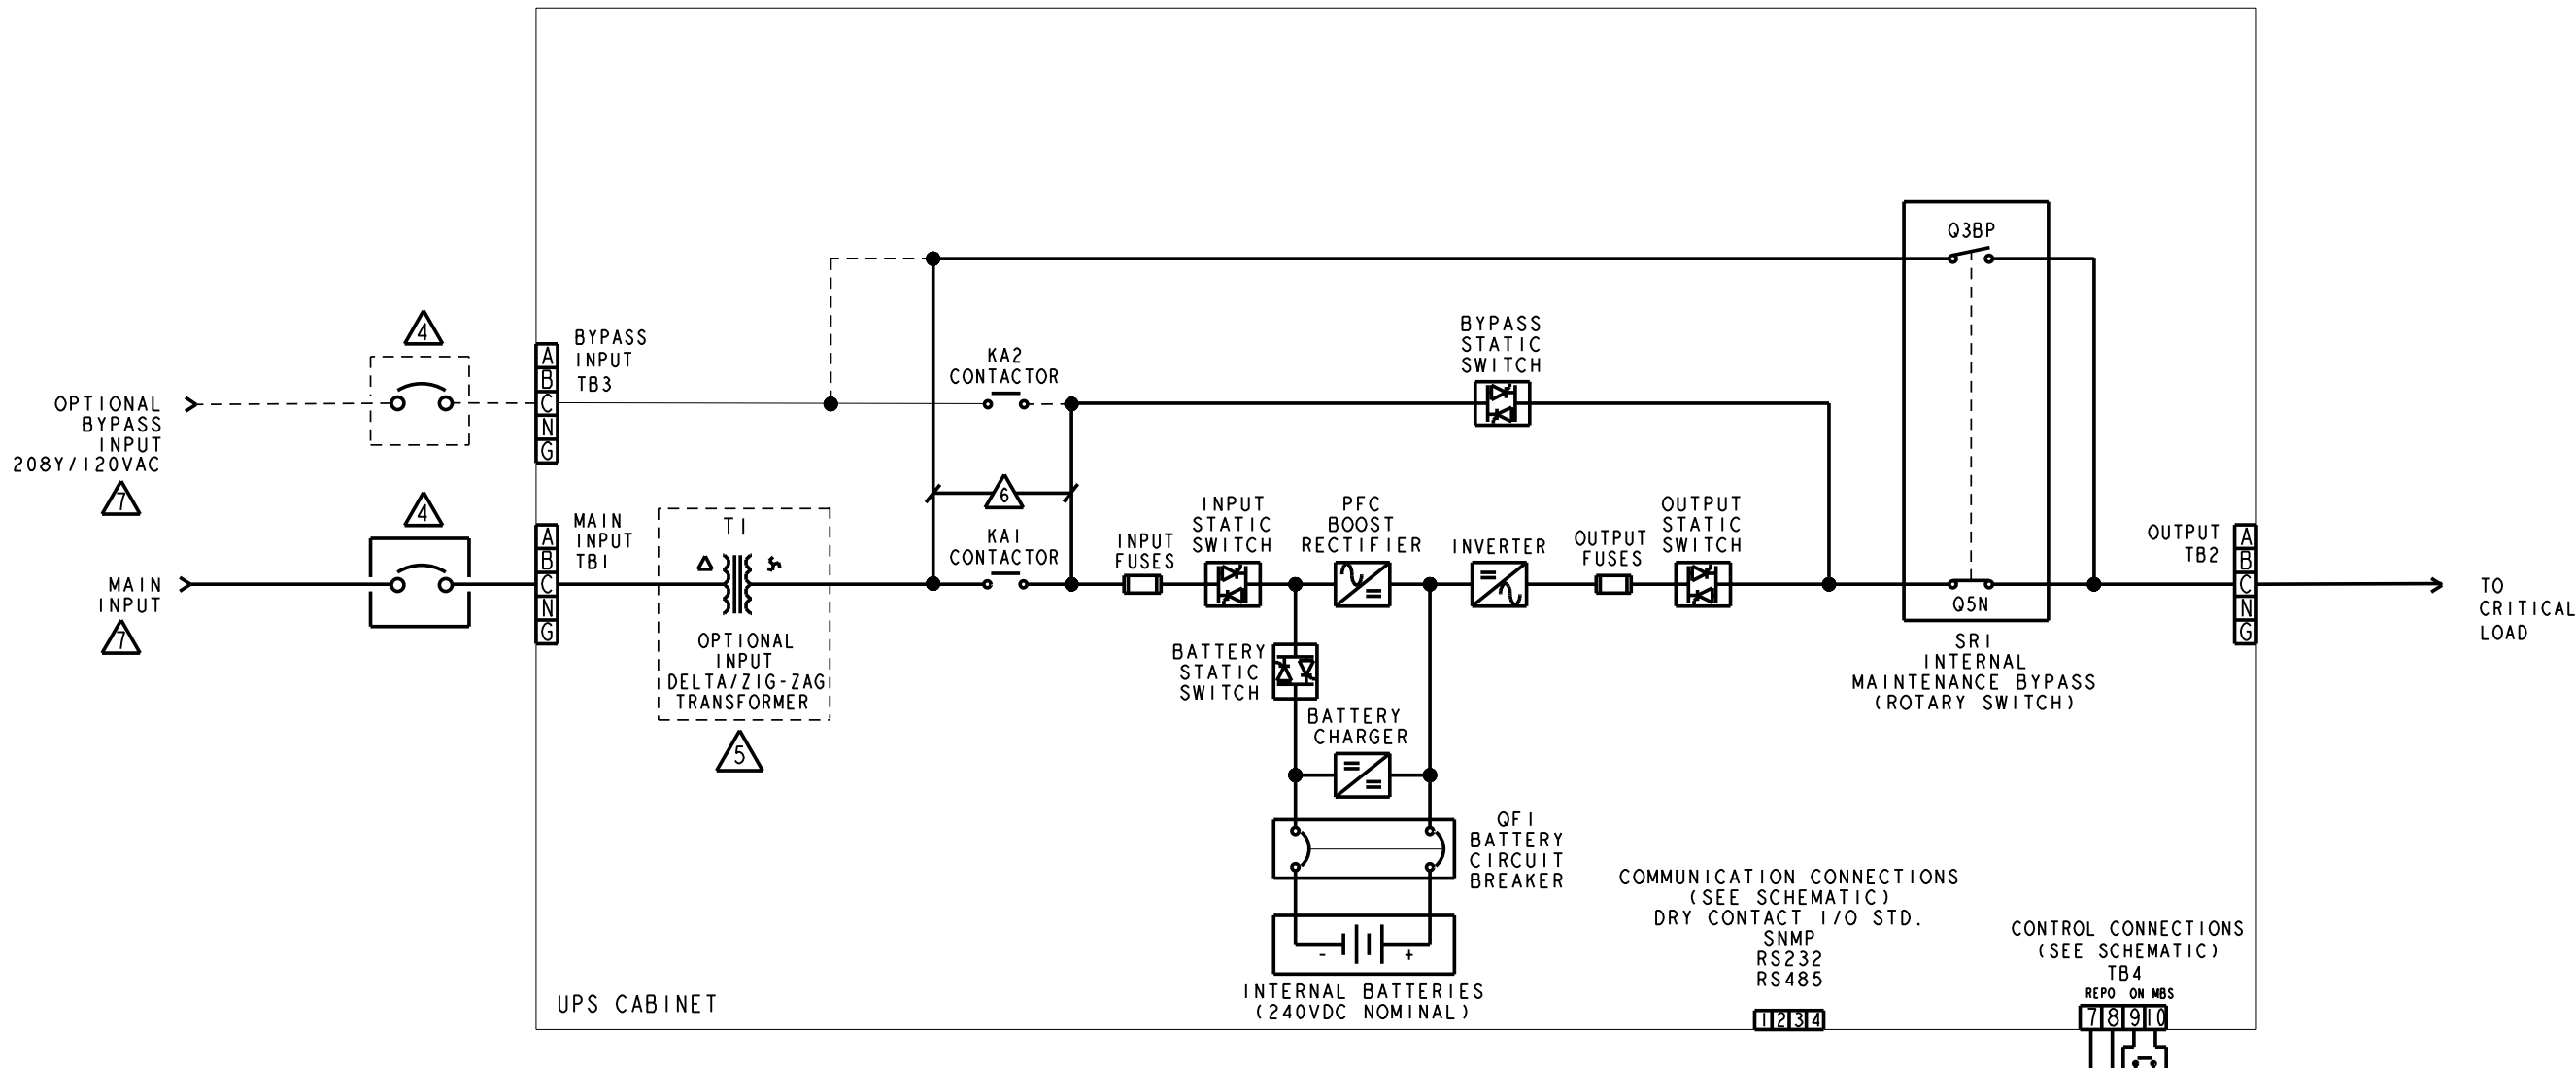 Q3BP
4
BYPASS
INPUT
TB3
A
B
C
N
G
OPTIONAL
BYPASS
INPUT
208Y/120VAC
7
KA2
CONTACTOR
BYPASS
STATIC
SWITCH
6
4
MAIN
INPUT
TB1
A
B
C
N
G
MAIN
INPUT
7
T1
OPTIONAL
INPUT
DELTA/ZIG-ZAG
TRANSFORMER
5
KA1
CONTACTOR
INPUT
FUSES
INPUT
STATIC
SWITCH
PFC
BOOST
RECTIFIER
INVERTER
OUTPUT
FUSES
OUTPUT
STATIC
SWITCH
Q5N
SR1
INTERNAL
MAINTENANCE BYPASS
(ROTARY SWITCH)
OUTPUT
TB2
A
B
C
N
G
TO
CRITICAL
LOAD
BATTERY
STATIC
SWITCH
BATTERY
CHARGER
QF1
BATTERY
CIRCUIT
BREAKER
- +
INTERNAL BATTERIES
(240VDC NOMINAL)
COMMUNICATION CONNECTIONS
(SEE SCHEMATIC)
DRY CONTACT I/O STD.
SNMP
RS232
RS485
1 2 3 4
CONTROL CONNECTIONS
(SEE SCHEMATIC)
TB4
REPO ON MBS
7 8 9 10
UPS CABINET